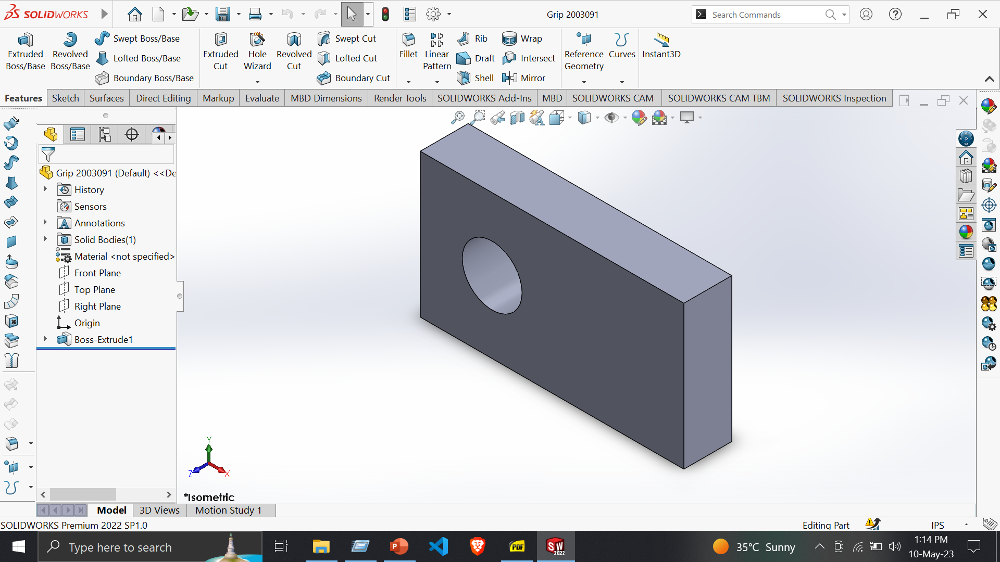 SOLIDWORKS
Grip 2003091
Search Commands
Extruded Boss/Base
Revolved Boss/Base
Swept Boss/Base
Lofted Boss/Base
Boundary Boss/Base
Extruded Cut
Hole Wizard
Revolved Cut
Swept Cut
Lofted Cut
Boundary Cut
Fillet
Linear Pattern
Rib
Draft
Shell
Wrap
Intersect
Mirror
Reference Geometry
Curves
Instant3D
Features
Sketch
Surfaces
Direct Editing
Markup
Evaluate
MBD Dimensions
Render Tools
SOLIDWORKS Add-Ins
MBD
SOLIDWORKS CAM
SOLIDWORKS CAM TBM
SOLIDWORKS Inspection
Grip 2003091 (Default) <<De
History
Sensors
Annotations
Solid Bodies(1)
Material <not specified>
Front Plane
Top Plane
Right Plane
Origin
Boss-Extrude1
Y
Z
X
*Isometric
Model
3D Views
Motion Study 1
SOLIDWORKS Premium 2022 SP1.0
Editing Part
IPS
Type here to search
P
PDF
SW
2022
35°C Sunny
1:14 PM
10-May-23